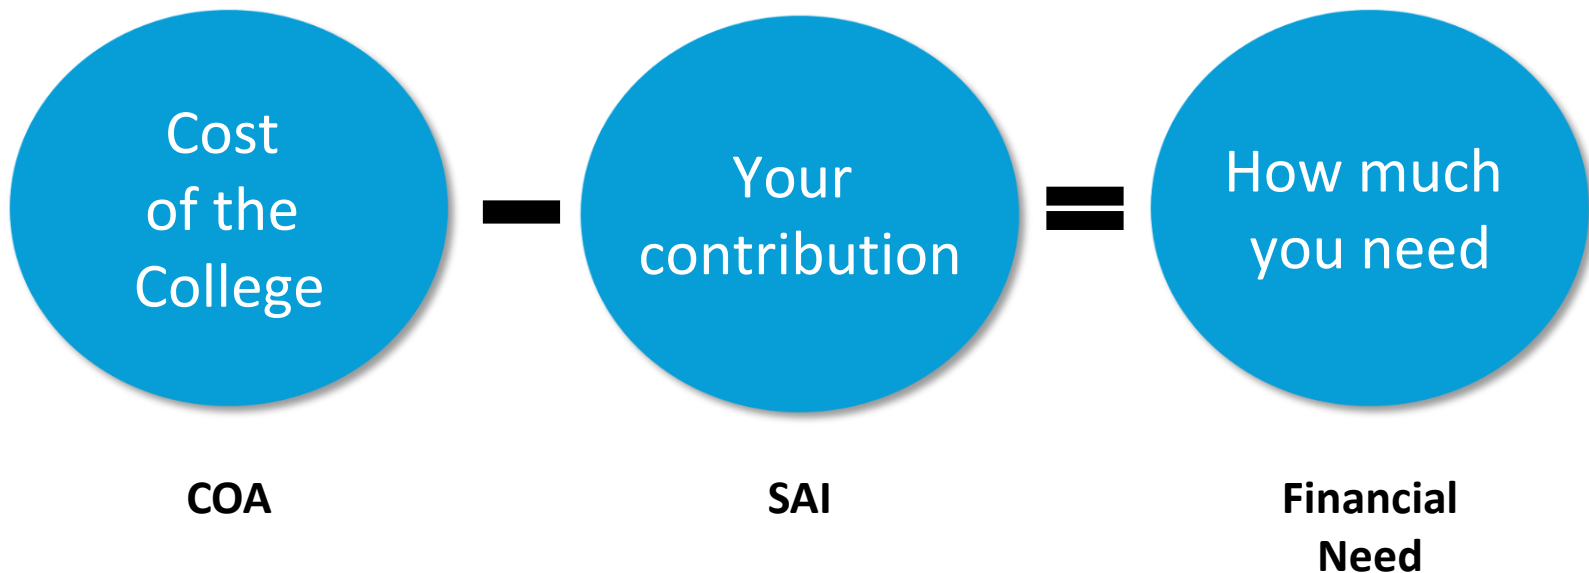 Cost
of the
College
Your
contribution
How much
you need
COA
SAI
Financial
Need